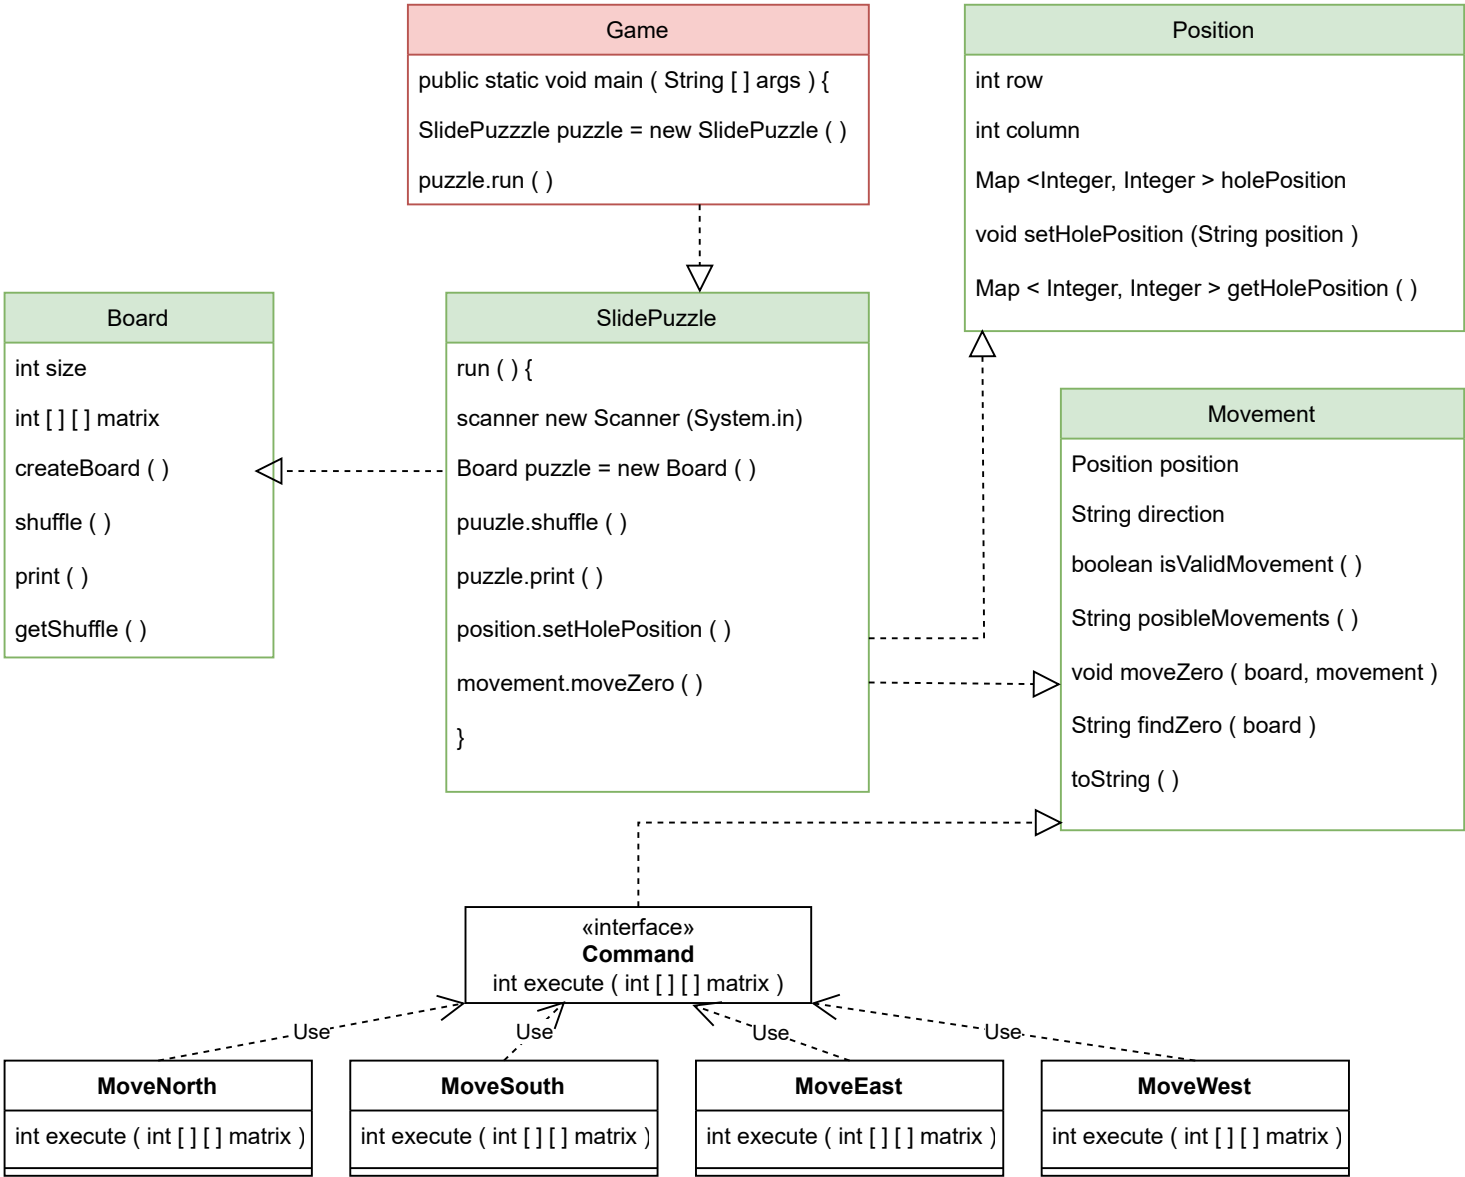 Game
public static void main ( String [ ] args ) {
SlidePuzzzle puzzle = new SlidePuzzle ( )
puzzle.run ( )
Position
int row
int column
Map <Integer, Integer > holePosition
void setHolePosition (String position )
Map < Integer, Integer > getHolePosition ( )
Board
int size
int [ ] [ ] matrix
createBoard ( )
shuffle ( )
print ( )
getShuffle ( )
SlidePuzzle
run ( ) {
scanner new Scanner (System.in)
Board puzzle = new Board ( )
puuzle.shuffle ( )
puzzle.print ( )
position.setHolePosition ( )
movement.moveZero ( )
}
Movement
Position position
String direction
boolean isValidMovement ( )
String posibleMovements ( )
void moveZero ( board, movement )
String findZero ( board )
toString ( )
«interface»
Command
int execute ( int [ ] [ ] matrix )
Use
Use
Use
Use
MoveNorth
int execute ( int [ ] [ ] matrix )
MoveSouth
int execute ( int [ ] [ ] matrix )
MoveEast
int execute ( int [ ] [ ] matrix )
MoveWest
int execute ( int [ ] [ ] matrix )